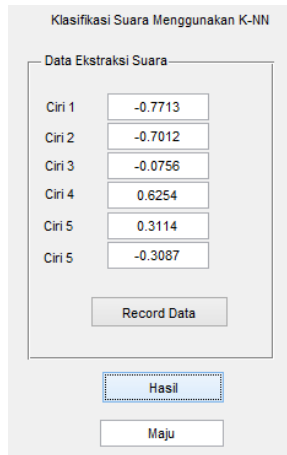 Klasifikasi Suara Menggunakan K-NN
Data Ekstraksi Suara
Ciri 1 -0.7713
Ciri 2 -0.7012
Ciri 3 -0.0756
Ciri 4 0.6254
Ciri 5 0.3114
Ciri 5 -0.3087
Record Data
Hasil
Maju